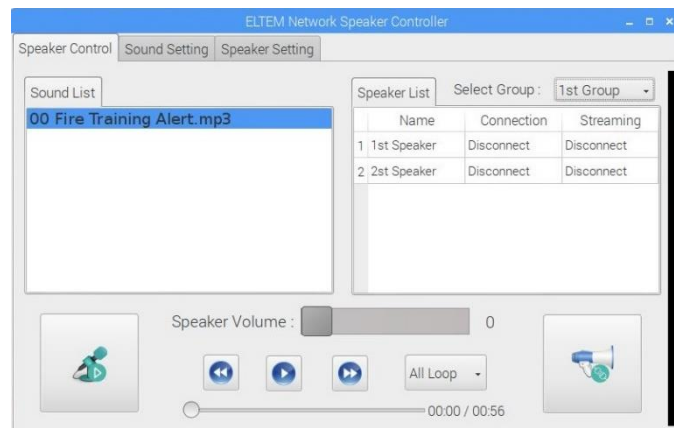 ELTEM Network Speaker Controller
Speaker Control Sound Setting Speaker Setting
Sound List
00 Fire Training Alert.mp3
Speaker List Select Group : 1st Group
Name Connection Streaming
1 1st Speaker Disconnect Disconnect
2 2st Speaker Disconnect Disconnect
Speaker Volume : 0
All Loop
00:00 / 00:56